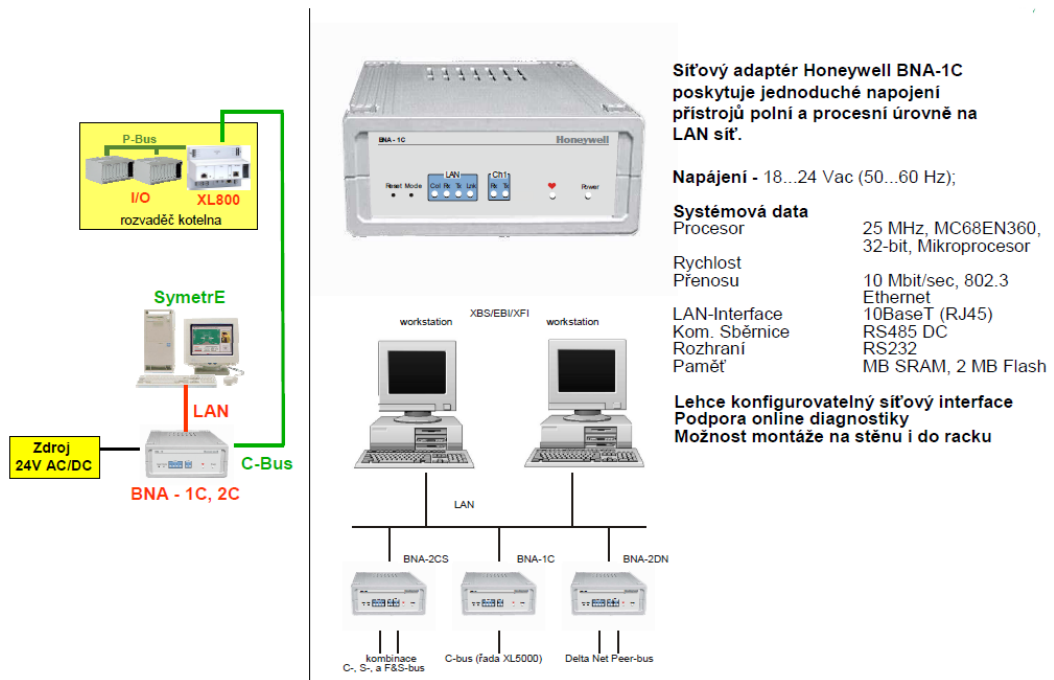 P-Bus
I/O
XL800
rozvaděč kotelna
SymetrE
LAN
Zdroj
24V AC/DC
C-Bus
BNA - 1C, 2C
BNA-1C
Honeywell
LAN
Ch1
Reset Mode
Col Rx Tx Lnk
Rx Tx
Power
XBS/EBI/XFI
workstation
workstation
LAN
BNA-2CS
BNA-1C
BNA-2DN
kombinace
C-, S-, a F&S-bus
C-bus (řada XL5000)
Delta Net Peer-bus
Síťový adaptér Honeywell BNA-1C
poskytuje jednoduché napojení
přístrojů polní a procesní úrovně na
LAN síť.
Napájení - 18...24 Vac (50...60 Hz);
Systémová data
Procesor 25 MHz, MC68EN360,
32-bit, Mikroprocesor
Rychlost
Přenosu 10 Mbit/sec, 802.3
Ethernet
LAN-Interface 10BaseT (RJ45)
Kom. Sběrnice RS485 DC
Rozhraní RS232
Paměť MB SRAM, 2 MB Flash
Lehce konfigurovatelný síťový interface
Podpora online diagnostiky
Možnost montáže na stěnu i do racku